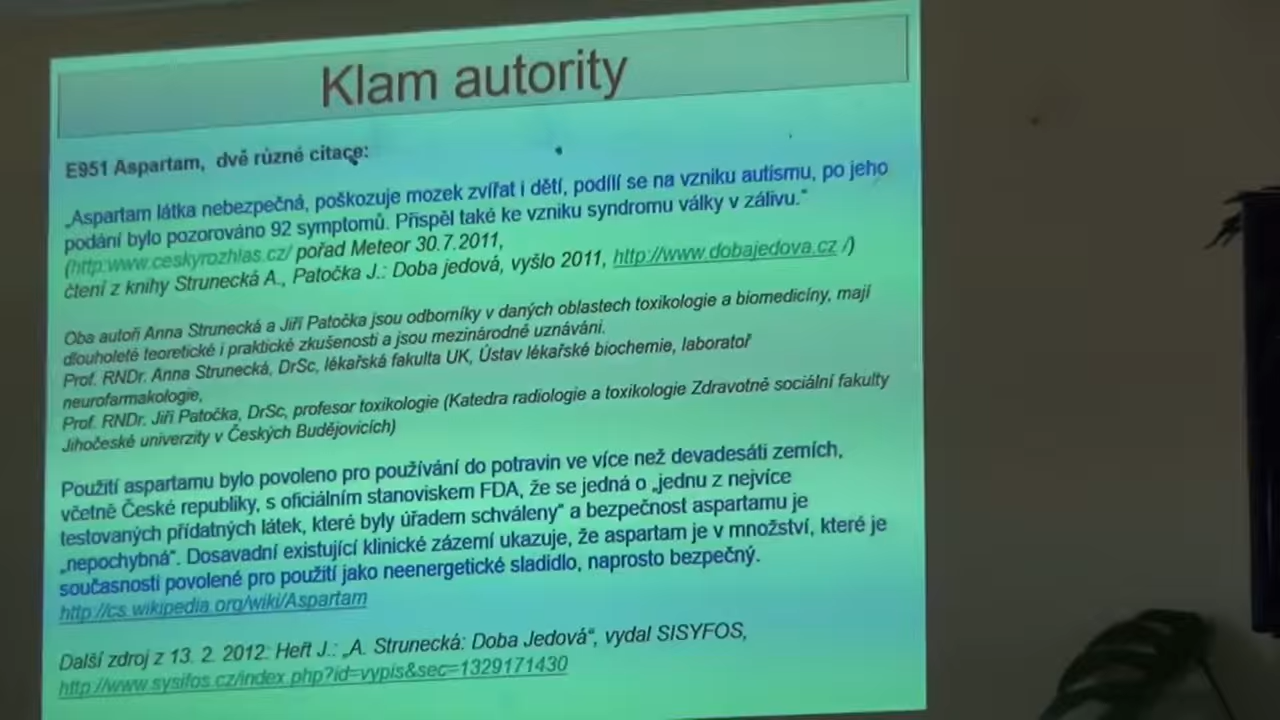 Klam autority
E951 Aspartam, dvě různé citace:
„Aspartam látka nebezpečná, poškozuje mozek zvířat i dětí, podílí se na vzniku autismu, po jeho
podání bylo pozorováno 92 symptomů. Přispěl také ke vzniku syndromu války v zálivu.“
(http:www.ceskyrozhlas.cz/ pořad Meteor 30.7.2011,
čtení z knihy Strunecká A., Patočka J.: Doba jedová, vyšlo 2011, http://www.dobajedova.cz /)
Oba autoři Anna Strunecká a Jiří Patočka jsou odborníky v daných oblastech toxikologie a biomedicíny, mají
dlouholeté teoretické i praktické zkušenosti a jsou mezinárodně uznáváni.
Prof. RNDr. Anna Strunecká, DrSc, lékařská fakulta UK, Ústav lékařské biochemie, laboratoř
neurofarmakologie,
Prof. RNDr. Jiří Patočka, DrSc, profesor toxikologie (Katedra radiologie a toxikologie Zdravotně sociální fakulty
Jihočeské univerzity v Českých Budějovicích)
Použití aspartamu bylo povoleno pro používání do potravin ve více než devadesáti zemích,
včetně České republiky, s oficiálním stanoviskem FDA, že se jedná o „jednu z nejvíce
testovaných přídatných látek, které byly úřadem schváleny“ a bezpečnost aspartamu je
„nepochybná“. Dosavadní existující klinické zázemí ukazuje, že aspartam je v množství, které je
současnosti povolené pro použití jako neenergetické sladidlo, naprosto bezpečný.
http://cs.wikipedia.org/wiki/Aspartam
Další zdroj z 13. 2. 2012: Heřt J.: „A. Strunecká: Doba Jedová“, vydal SISYFOS,
http://www.sysifos.cz/index.php?id=vypis&sec=1329171430